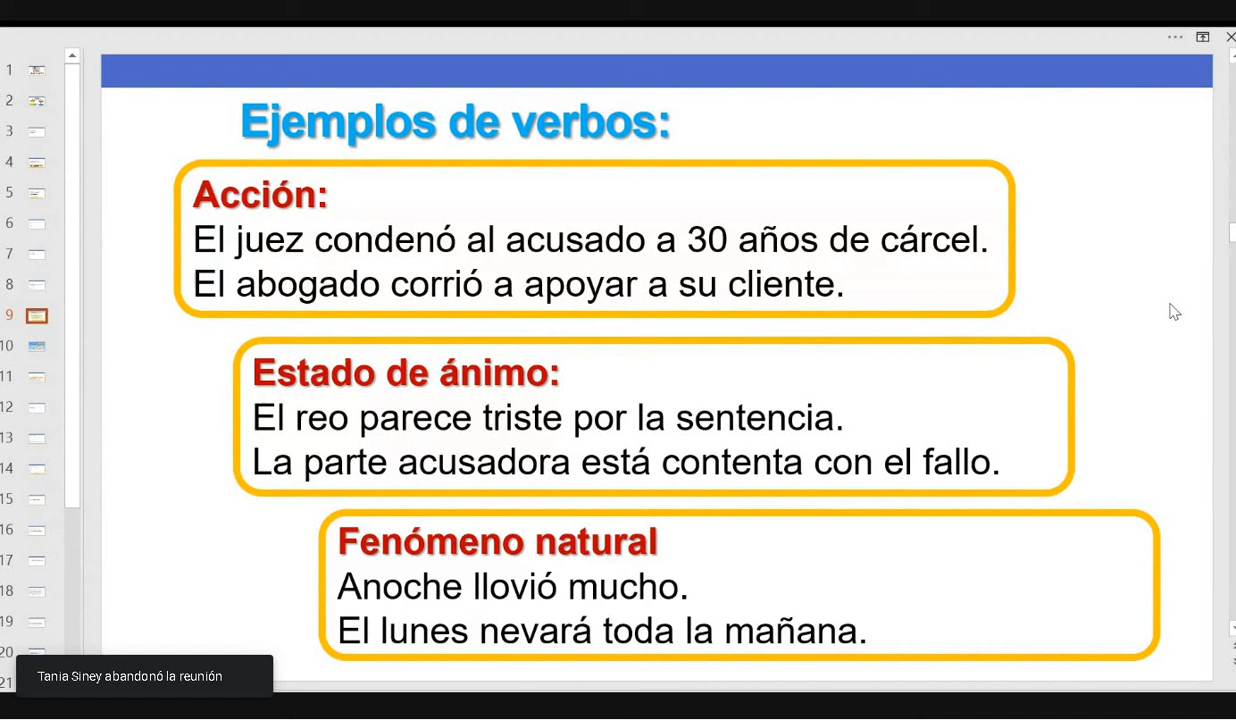 Ejemplos de verbos:
Acción:
El juez condenó al acusado a 30 años de cárcel.
El abogado corrió a apoyar a su cliente.
Estado de ánimo:
El reo parece triste por la sentencia.
La parte acusadora está contenta con el fallo.
Fenómeno natural
Anoche llovió mucho.
El lunes nevará toda la mañana.
1
2
3
4
5
6
7
8
9
10
11
12
13
14
15
16
17
18
19
20
21
Tania Siney abandonó la reunión